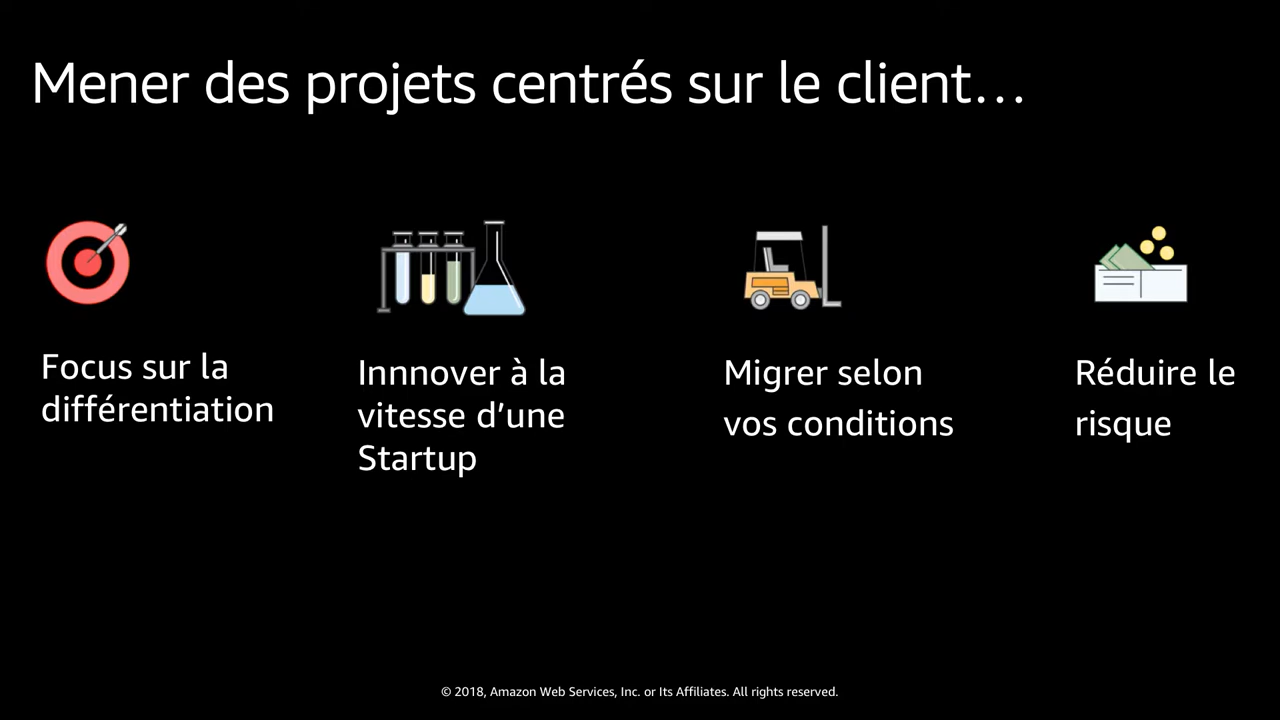 Mener des projets centrés sur le client…
Focus sur la
différentiation
Innnover à la
vitesse d’une
Startup
Migrer selon
vos conditions
Réduire le
risque
© 2018, Amazon Web Services, Inc. or Its Affiliates. All rights reserved.